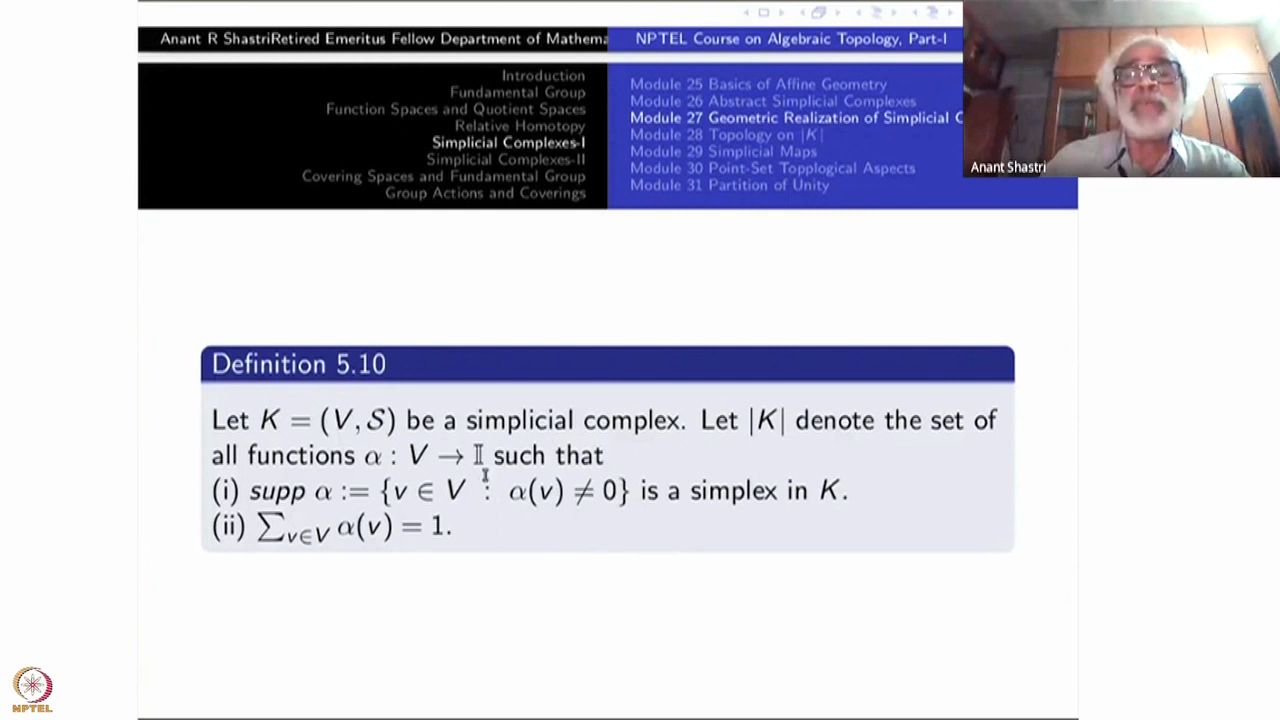 Anant R ShastriRetired Emeritus Fellow Department of Mathema
NPTEL Course on Algebraic Topology, Part-I
Introduction
Fundamental Group
Function Spaces and Quotient Spaces
Relative Homotopy
Simplicial Complexes-I
Simplicial Complexes-II
Covering Spaces and Fundamental Group
Group Actions and Coverings
Module 25 Basics of Affine Geometry
Module 26 Abstract Simplicial Complexes
Module 27 Geometric Realization of Simplicial C
Module 28 Topology on |K|
Module 29 Simplicial Maps
Module 30 Point-Set Topplogical Aspects
Module 31 Partition of Unity
Anant Shastri
Definition 5.10
Let K = (V, S) be a simplicial complex. Let |K| denote the set of
all functions α : V → 𝕀 such that
(i) supp α := {v ∈ V : α(v) ≠ 0} is a simplex in K.
(ii) ∑v∈V α(v) = 1.
NPTEL